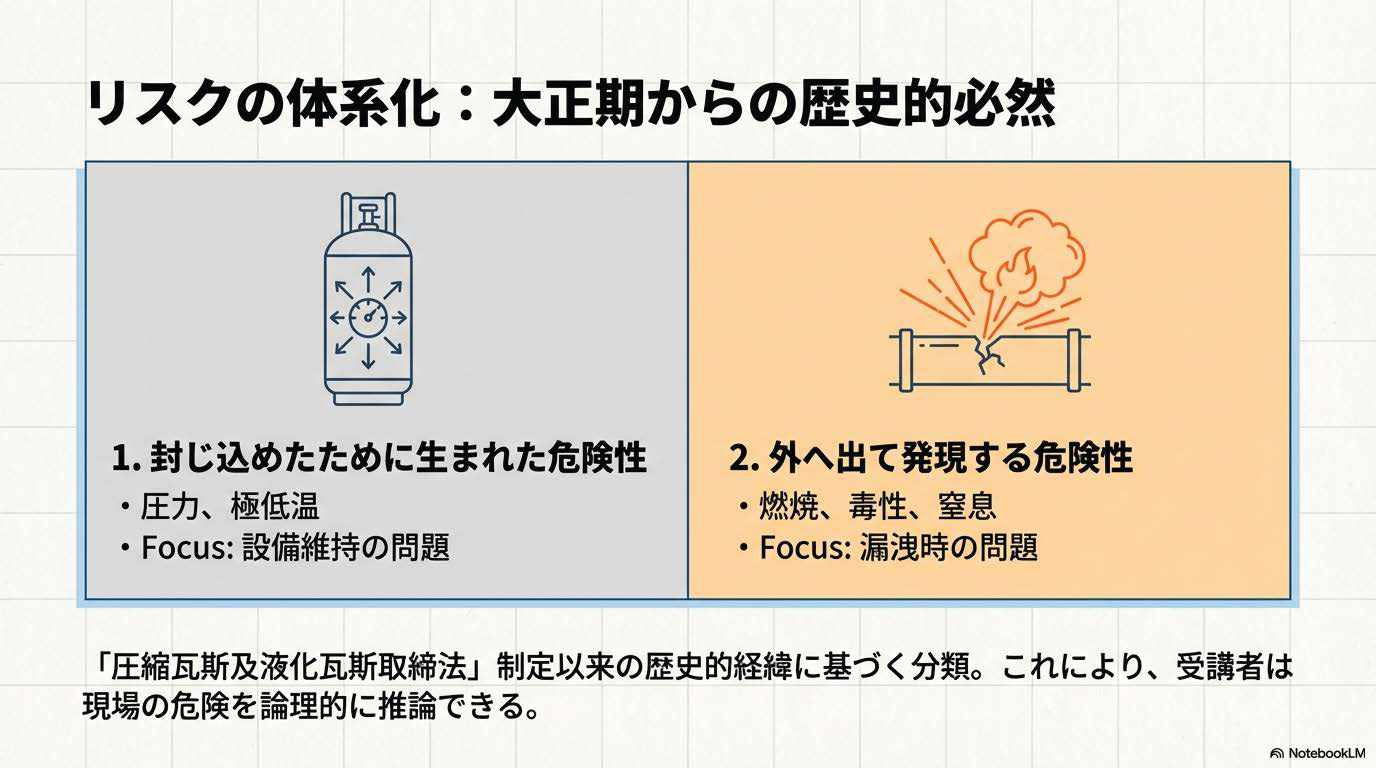 リスクの体系化：大正期からの歴史的必然
1. 封じ込めたために生まれた危険性
・圧力、極低温
・Focus: 設備維持の問題
2. 外へ出て発現する危険性
・燃焼、毒性、窒息
・Focus: 漏洩時の問題
「圧縮瓦斯及液化瓦斯取締法」制定以来の歴史的経緯に基づく分類。これにより、受講者は
現場の危険を論理的に推論できる。
NotebookLM